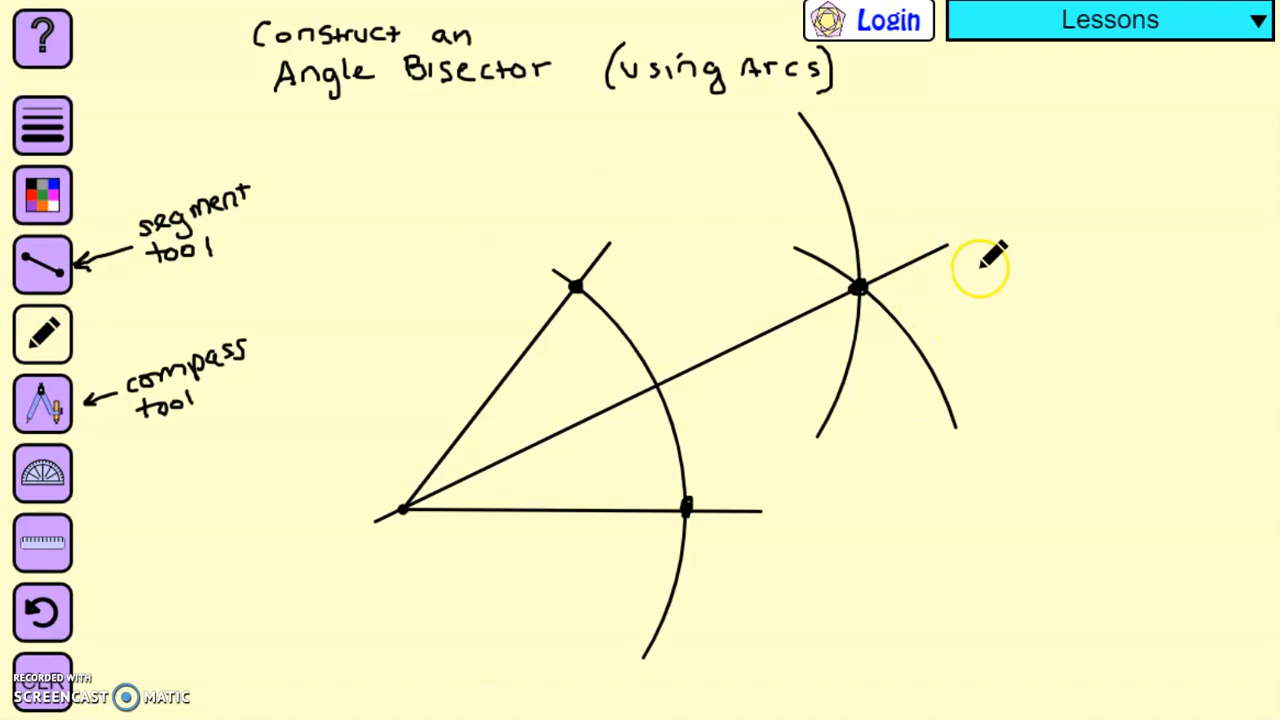 Construct an
Angle Bisector (Using Arcs)
Login
Lessons
?
segment
tool
compass
tool
RECORDED WITH
SCREENCAST MATIC